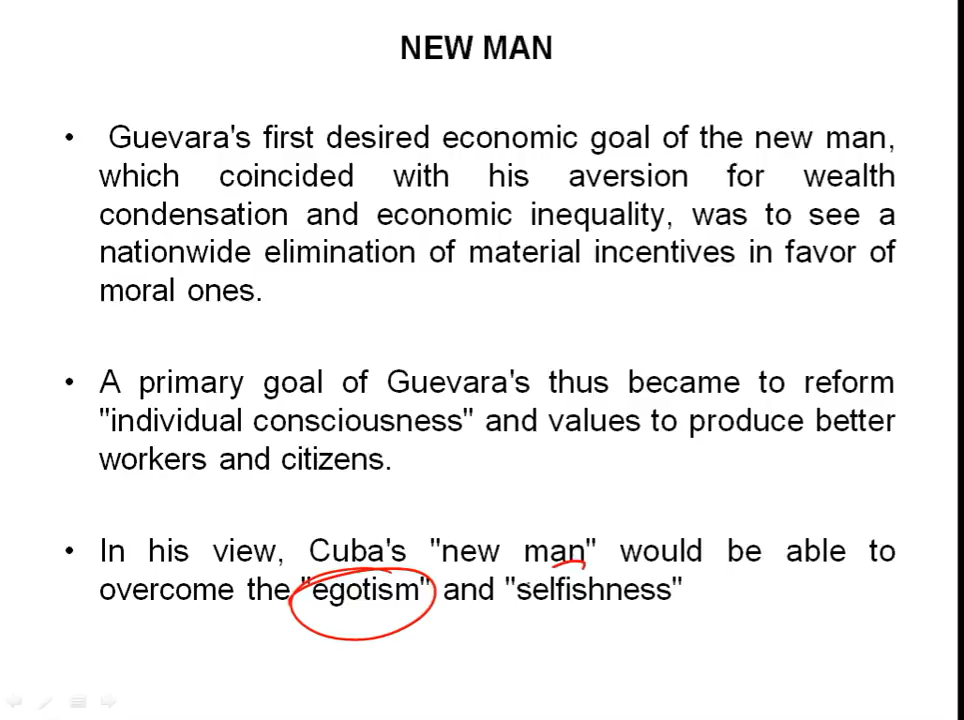 NEW MAN
• Guevara's first desired economic goal of the new man,
which coincided with his aversion for wealth
condensation and economic inequality, was to see a
nationwide elimination of material incentives in favor of
moral ones.
• A primary goal of Guevara's thus became to reform
"individual consciousness" and values to produce better
workers and citizens.
• In his view, Cuba's "new man" would be able to
overcome the "egotism" and "selfishness"